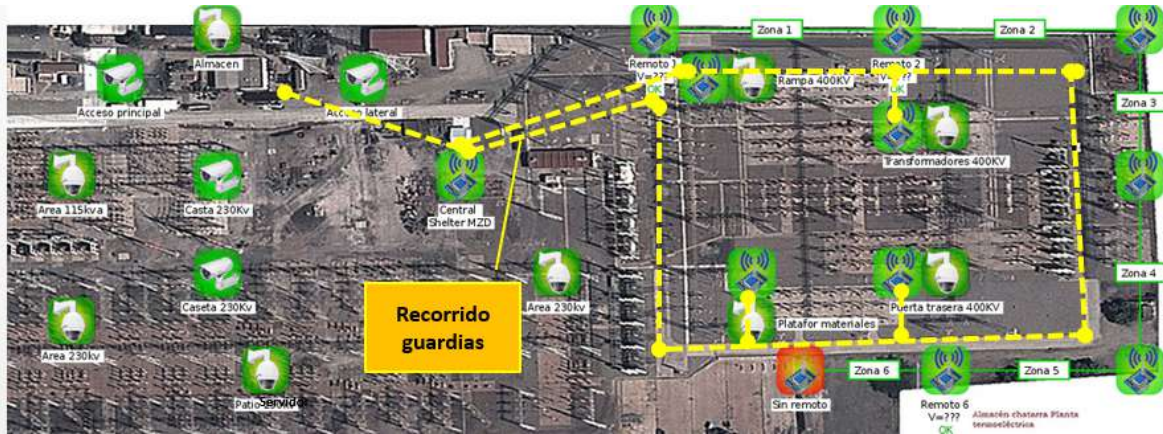 Zona 1
Zona 2
Almacen
Remoto 1
V=???
OK
Remoto 2
V=???
OK
Rampa 400KV
Acceso principal
Acceso lateral
Zona 3
Transformadores 400KV
Area 115kva
Casta 230Kv
Central
Shelter MZD
Zona 4
Caseta 230Kv
Area 230kv
Recorrido
guardias
Puerta trasera 400KV
Platafor materiales
Area 230kv
Zona 6
Zona 5
Servidor
Sin remoto
Remoto 6
V=???
OK
Almacén chatarra Planta
termoeléctrica